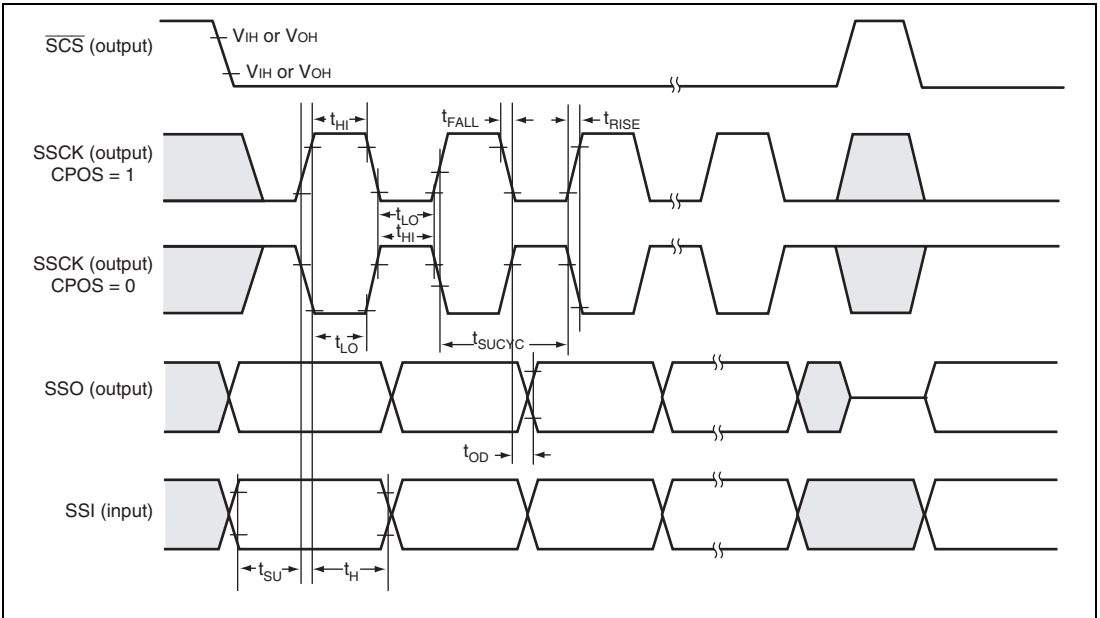 SCS (output)
VIH or VOH
VIH or VOH
tHI
tFALL
tRISE
SSCK (output)
CPOS = 1
tLO
tHI
SSCK (output)
CPOS = 0
tLO
tSUCYC
SSO (output)
tOD
SSI (input)
tSU
tH